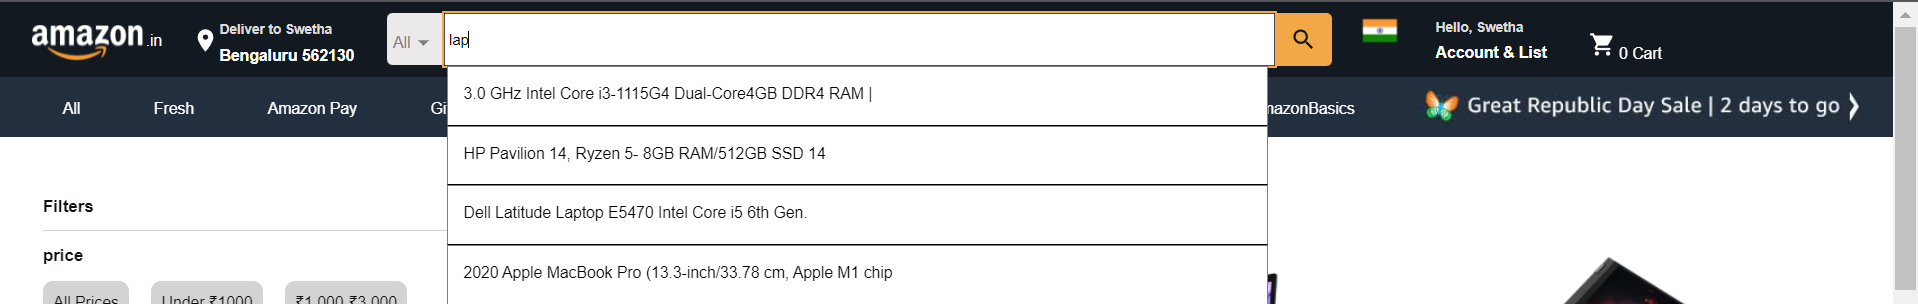 amazon.in
Deliver to Swetha
Bengaluru 562130
All
lap
Hello, Swetha
Account & List
0 Cart
All
Fresh
Amazon Pay
Gi
nazonBasics
Great Republic Day Sale | 2 days to go
3.0 GHz Intel Core i3-1115G4 Dual-Core4GB DDR4 RAM |
HP Pavilion 14, Ryzen 5- 8GB RAM/512GB SSD 14
Dell Latitude Laptop E5470 Intel Core i5 6th Gen.
2020 Apple MacBook Pro (13.3-inch/33.78 cm, Apple M1 chip
Filters
price
All Prices
Under ₹1000
₹1,000-₹3,000